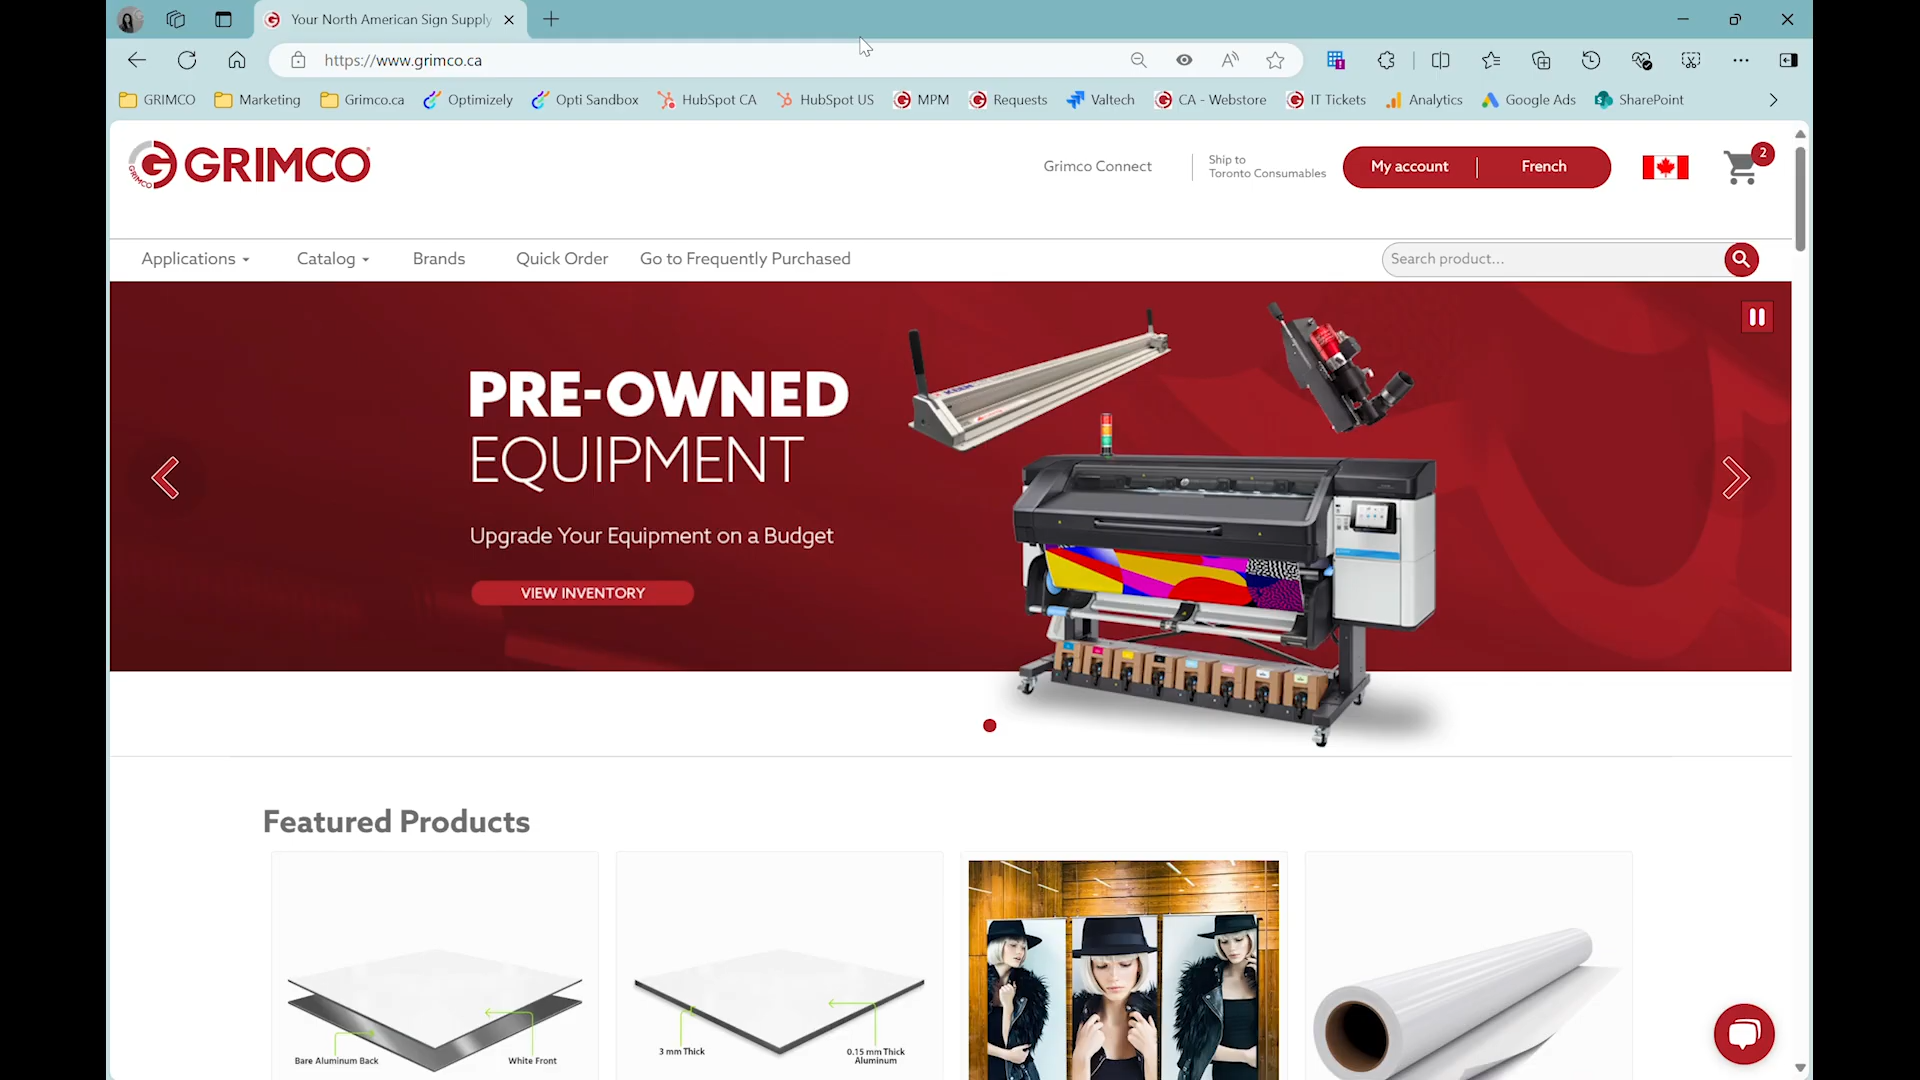 Your North American Sign Supply
https://www.grimco.ca
GRIMCO Marketing Grimco.ca Optimizely Opti Sandbox HubSpot CA HubSpot US MPM Requests Valtech CA - Webstore IT Tickets Analytics Google Ads SharePoint
GRIMCO
Grimco Connect
Ship to
Toronto Consumables
My account French
2
Applications Catalog Brands Quick Order Go to Frequently Purchased
Search product...
PRE-OWNED
EQUIPMENT
Upgrade Your Equipment on a Budget
VIEW INVENTORY
Featured Products
Bare Aluminum Back
White Front
3 mm Thick
0.15 mm Thick
Aluminum